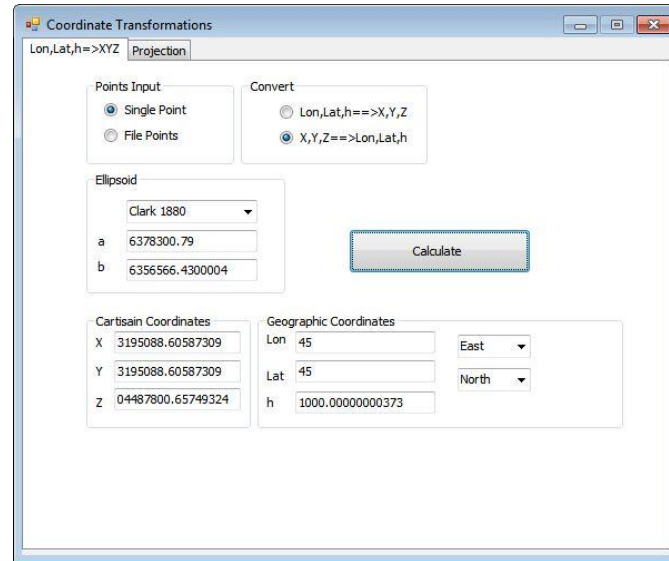 Coordinate Transformations
Lon,Lat,h=>XYZ Projection
Points Input
Single Point
File Points
Convert
Lon,Lat,h==>X,Y,Z
X,Y,Z==>Lon,Lat,h
Ellipsoid
Clark 1880
a 6378300.79
b 6356566.4300004
Calculate
Cartisain Coordinates
X 3195088.60587309
Y 3195088.60587309
Z 04487800.65749324
Geographic Coordinates
Lon 45 East
Lat 45 North
h 1000.00000000373